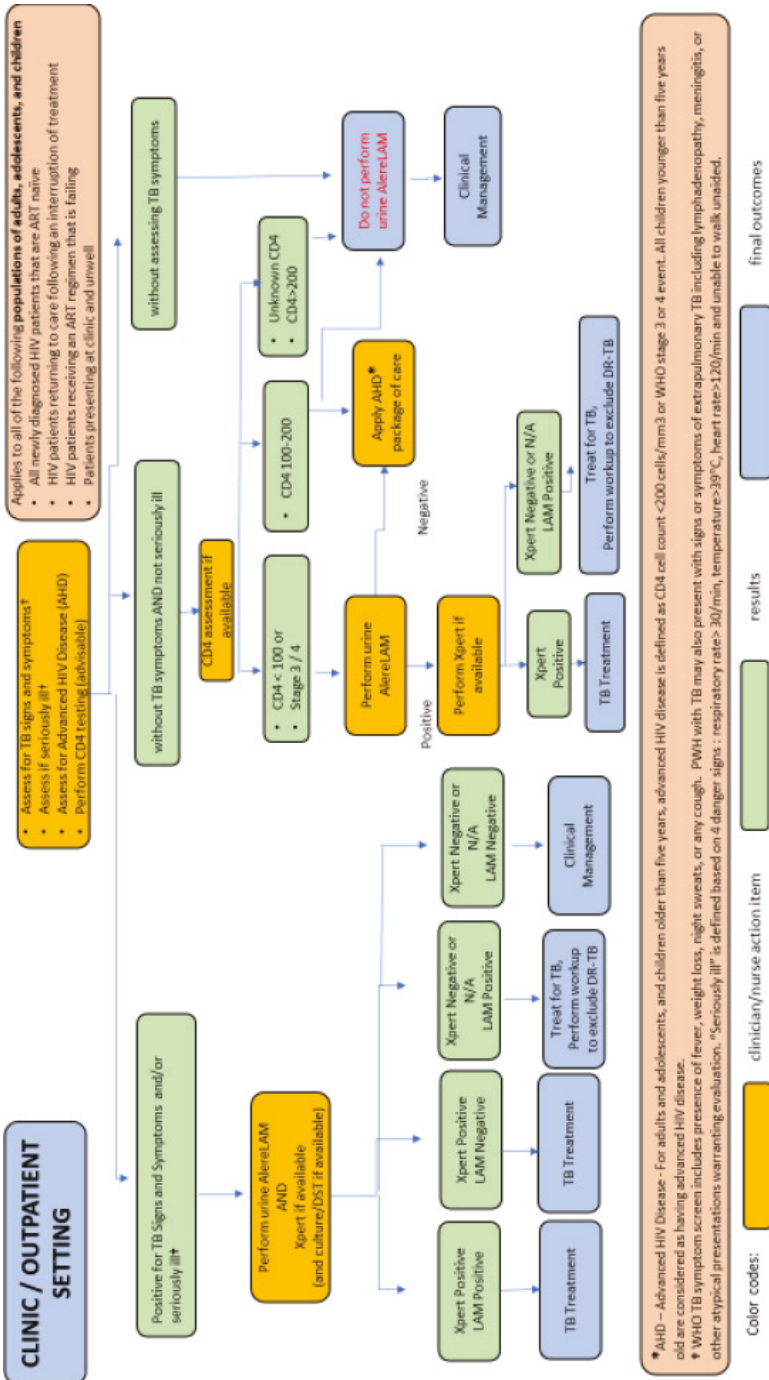 CLINIC / OUTPATIENT
SETTING
• Assess for TB signs and symptoms†
• Assess if seriously ill†
• Assess for Advanced HIV Disease (AHD)
• Perform CD4 testing (advisable)
Applies to all of the following populations of adults, adolescents, and children
• All newly diagnosed HIV patients that are ART naïve
• HIV patients returning to care following an interruption of treatment
• HIV patients receiving an ART regimen that is failing
• Patients presenting at clinic and unwell
Positive for TB Signs and Symptoms and/or
seriously ill†
without TB symptoms AND not seriously ill
without assessing TB symptoms
CD4 assessment if
available
• CD4 < 100 or
• Stage 3 / 4
• CD4 100-200
• Unknown CD4
• CD4>200
Perform urine AlereLAM
AND
Xpert if available
(and culture/DST if available)
Perform urine
AlereLAM
Apply AHD*
package of care
Do not perform
urine AlereLAM
Negative
Positive
Clinical
Management
Perform Xpert if
available
Xpert Positive
LAM Positive
Xpert Positive
LAM Negative
Xpert Negative or
N/A
LAM Positive
Xpert Negative or
N/A
LAM Negative
Xpert
Positive
Xpert Negative or N/A
LAM Positive
TB Treatment
TB Treatment
Treat for TB,
Perform workup
to exclude DR-TB
Clinical
Management
TB Treatment
Treat for TB,
Perform workup to exclude DR-TB
*AHD – Advanced HIV Disease - For adults and adolescents, and children older than five years, advanced HIV disease is defined as CD4 cell count <200 cells/mm3 or WHO stage 3 or 4 event. All children younger than five years
old are considered as having advanced HIV disease.
† WHO TB symptom screen includes presence of fever, weight loss, night sweats, or any cough. PWH with TB may also present with signs or symptoms of extrapulmonary TB including lymphadenopathy, meningitis, or
other atypical presentations warranting evaluation. "Seriously ill" is defined based on 4 danger signs : respiratory rate> 30/min, temperature>39°C, heart rate>120/min and unable to walk unaided.
Color codes:
clinician/nurse action item
results
final outcomes